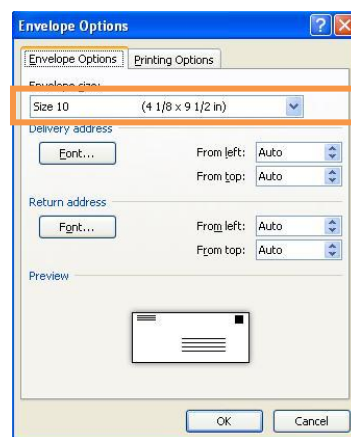 Envelope Options
Envelope Options Printing Options
Envelope size:
Size 10 (4 1/8 x 9 1/2 in)
Delivery address
Font... From left: Auto
From top: Auto
Return address
Font... From left: Auto
From top: Auto
Preview
OK Cancel